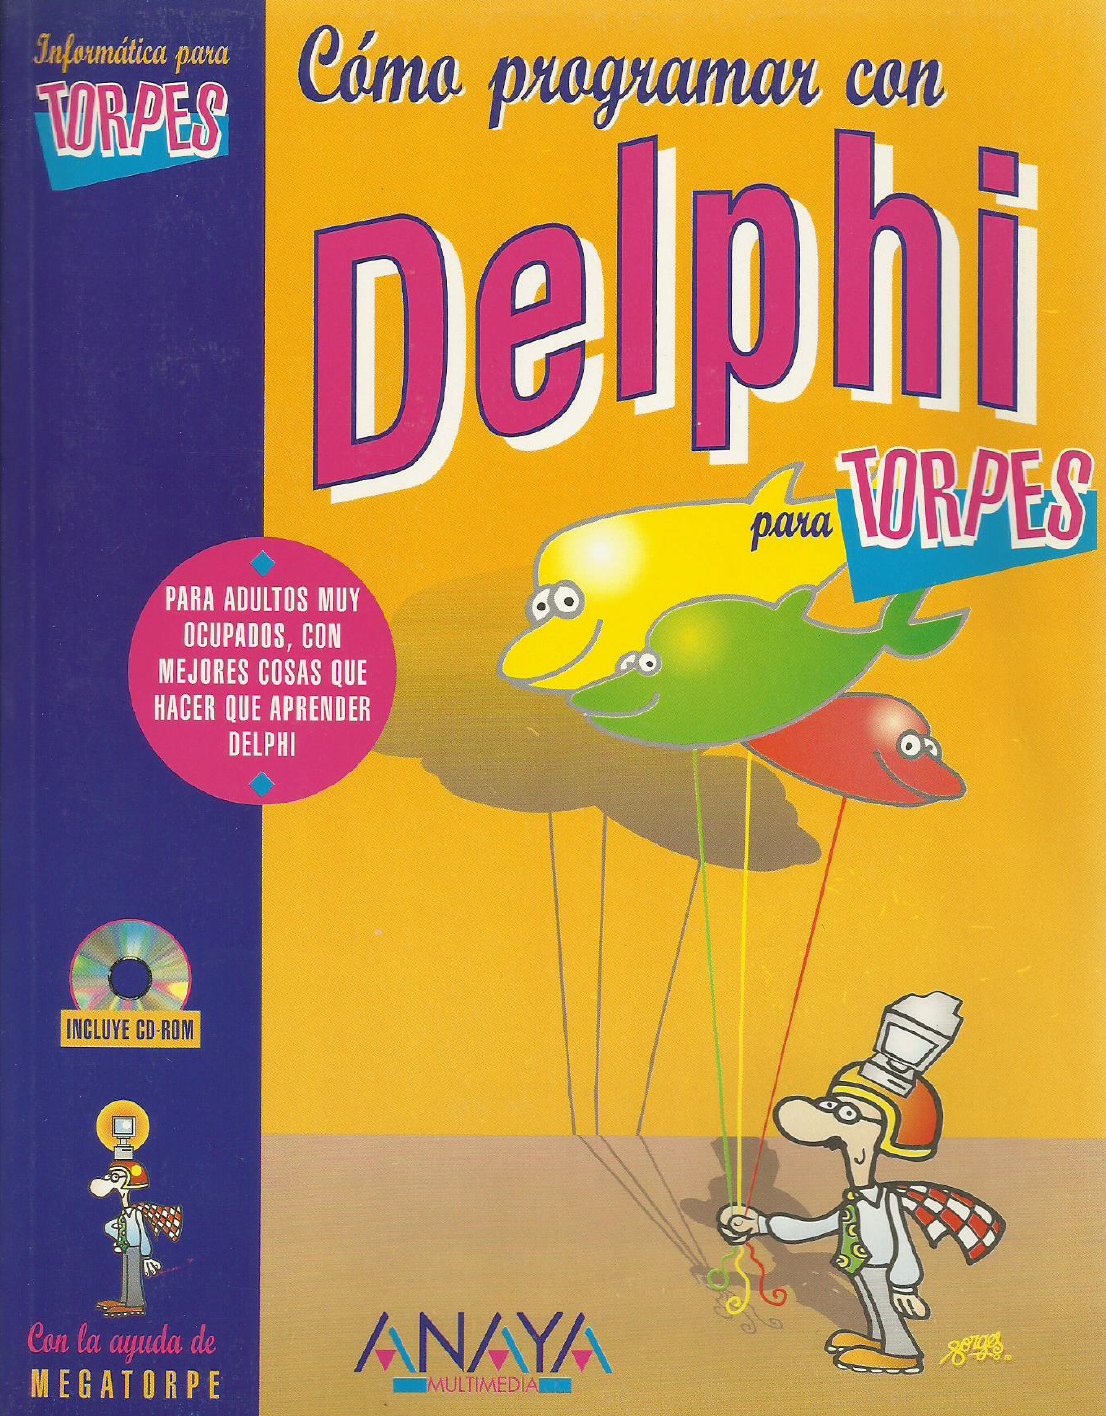 Informática para
TORPES
Cómo programar con
Delphi
para TORPES
PARA ADULTOS MUY
OCUPADOS, CON
MEJORES COSAS QUE
HACER QUE APRENDER
DELPHI
INCLUYE CD-ROM
Con la ayuda de
MEGATORPE
ANAYA
MULTIMEDIA
Forges